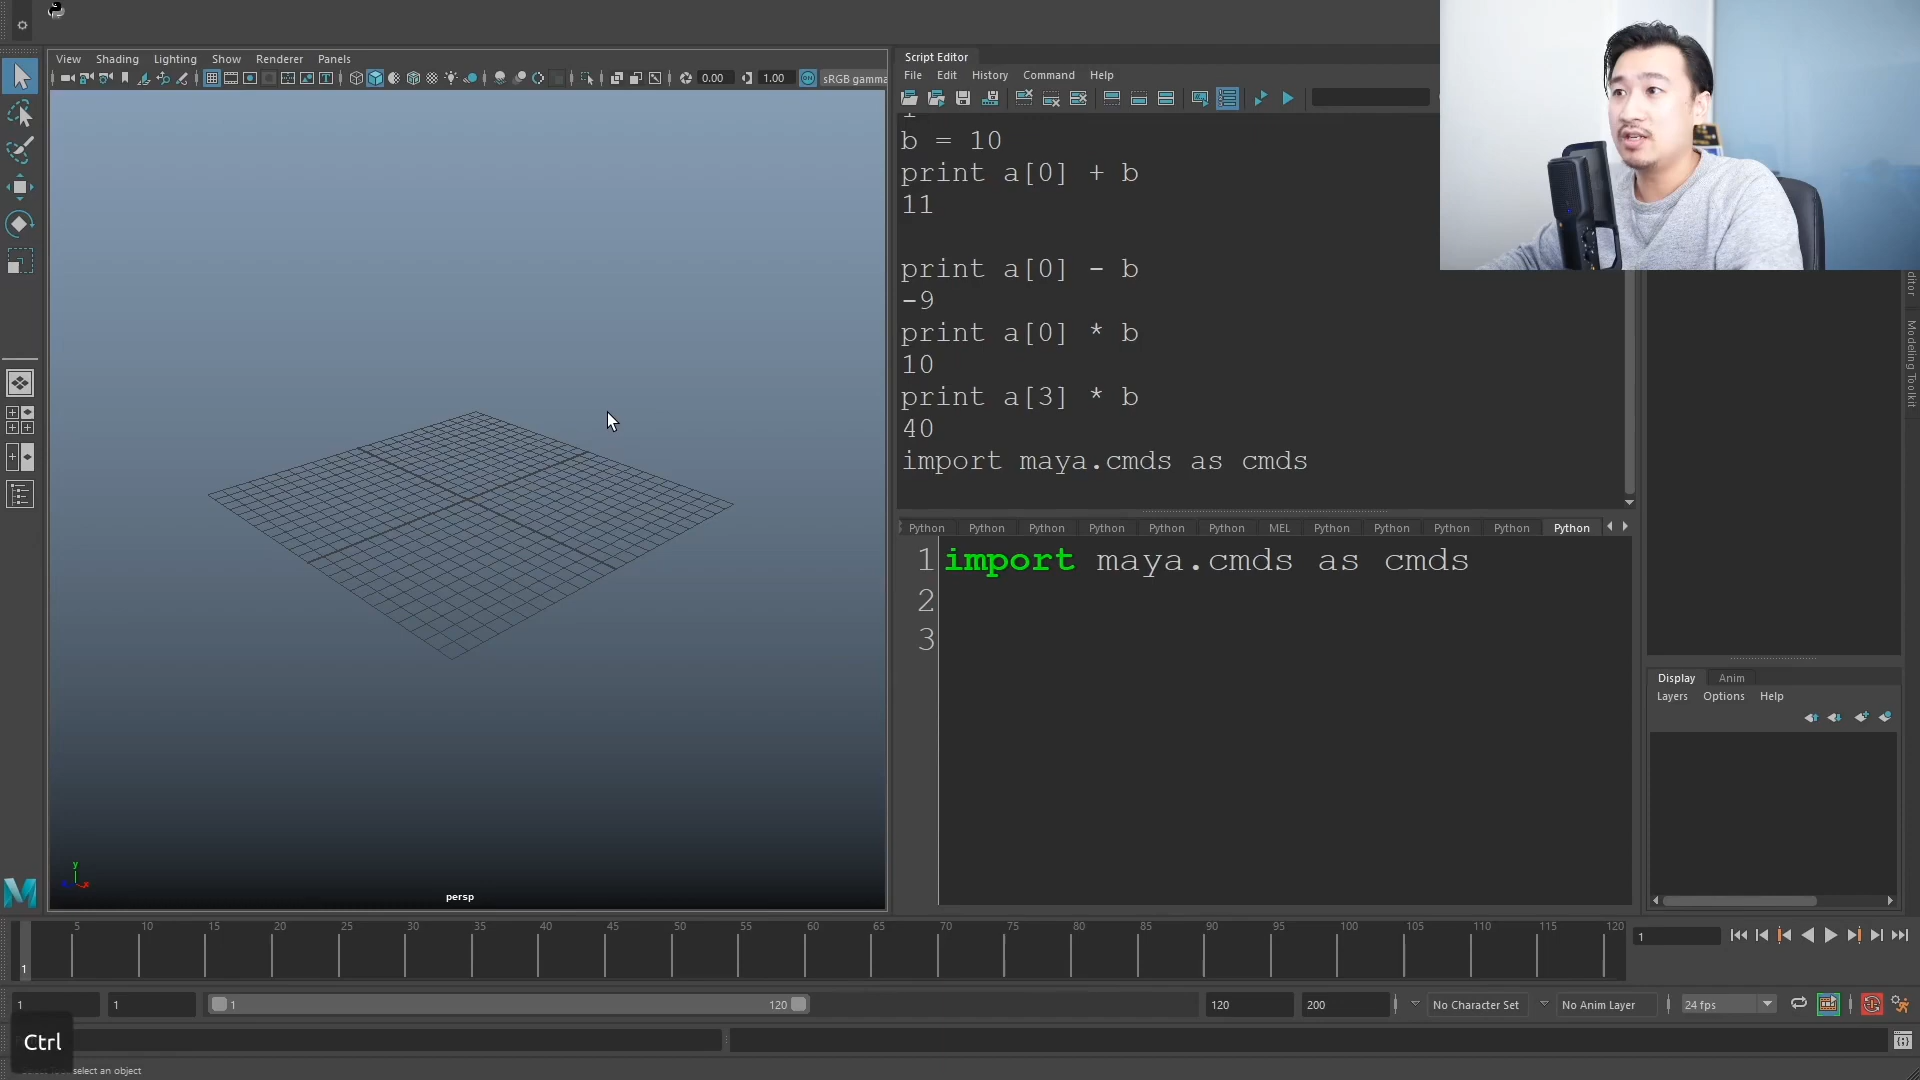 View Shading Lighting Show Renderer Panels
0.00 1.00 ON sRGB gamma
Script Editor
File Edit History Command Help
b = 10
print a[0] + b
11
print a[0] - b
-9
print a[0] * b
10
print a[3] * b
40
import maya.cmds as cmds
Python Python Python Python Python Python MEL Python Python Python Python Python
1 import maya.cmds as cmds
2
3
Modeling Toolkit
Display Anim
Layers Options Help
y
persp
5 10 15 20 25 30 35 40 45 50 55 60 65 70 75 80 85 90 95 100 105 110 115 120
1
1
1 1 1 120 120 200 No Character Set No Anim Layer 24 fps
Ctrl
select an object